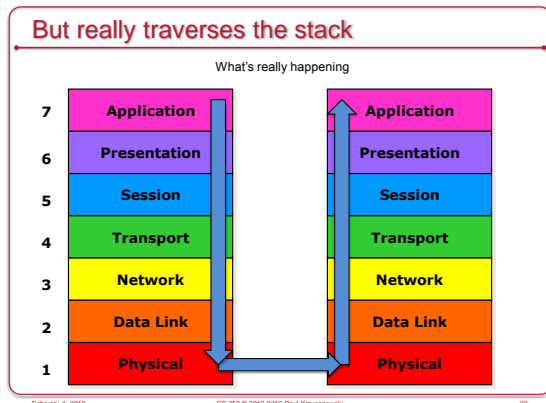 But really traverses the stack
What's really happening
7 Application Application
6 Presentation Presentation
5 Session Session
4 Transport Transport
3 Network Network
2 Data Link Data Link
1 Physical Physical